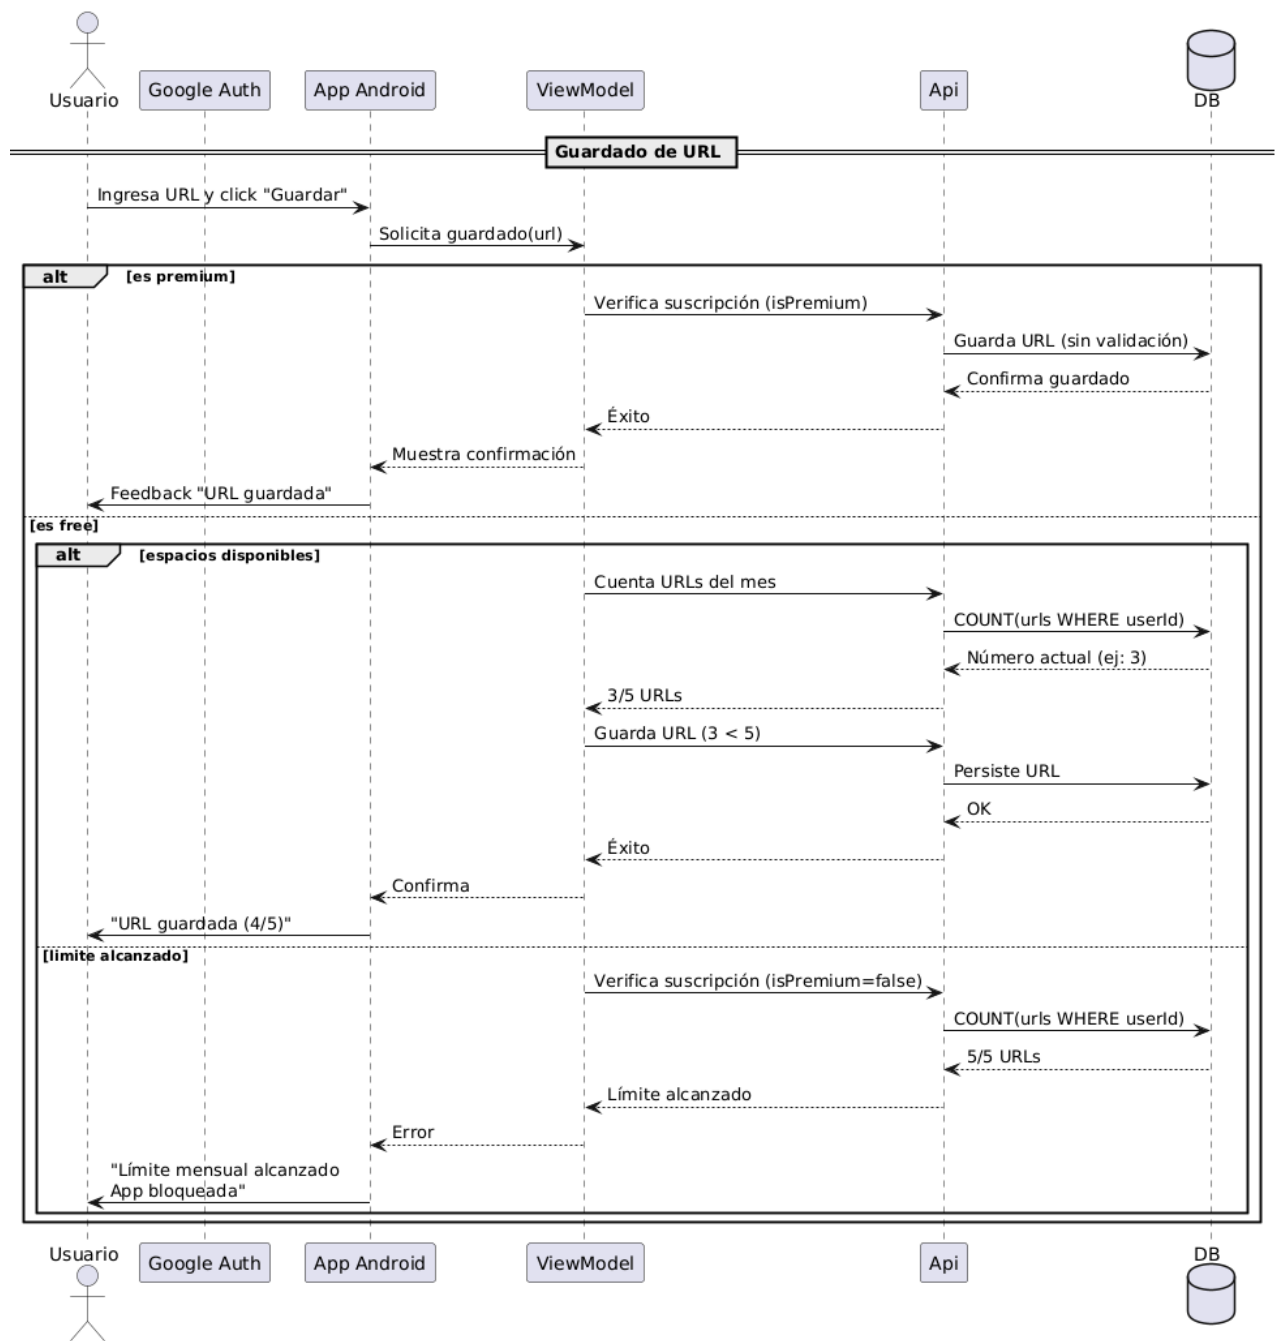 Usuario
Google Auth
App Android
ViewModel
Api
DB
Guardado de URL
Ingresa URL y click "Guardar"
Solicita guardado(url)
alt
[es premium]
Verifica suscripción (isPremium)
Guarda URL (sin validación)
Confirma guardado
Éxito
Muestra confirmación
Feedback "URL guardada"
[es free]
alt
[espacios disponibles]
Cuenta URLs del mes
COUNT(urls WHERE userId)
Número actual (ej: 3)
3/5 URLs
Guarda URL (3 < 5)
Persiste URL
OK
Éxito
Confirma
"URL guardada (4/5)"
[limite alcanzado]
Verifica suscripción (isPremium=false)
COUNT(urls WHERE userId)
5/5 URLs
Límite alcanzado
Error
"Límite mensual alcanzado
App bloqueada"
Usuario
Google Auth
App Android
ViewModel
Api
DB